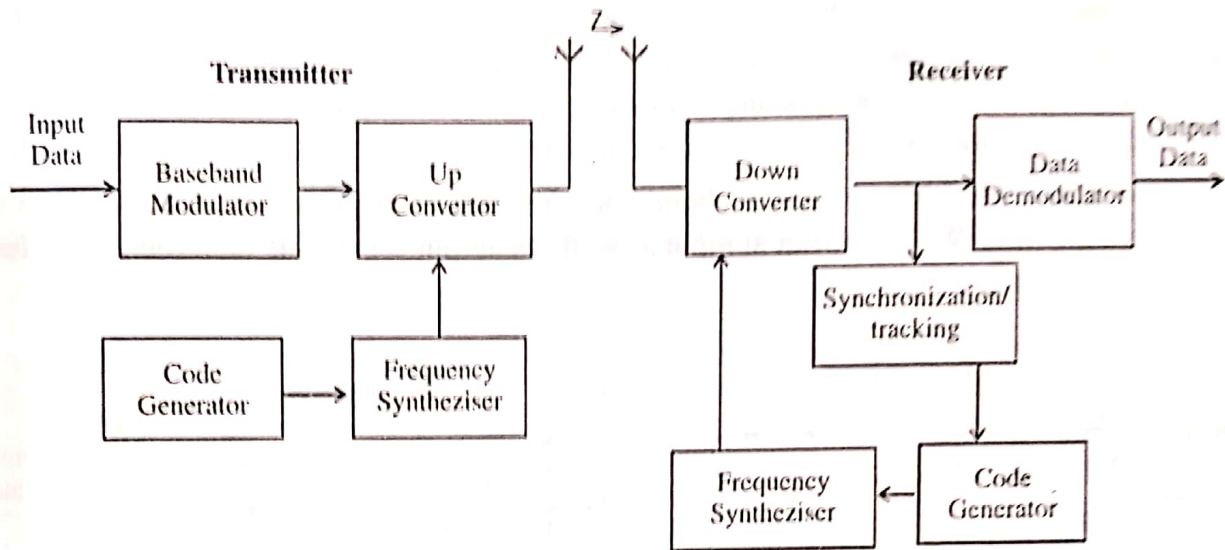 Z
Transmitter
Receiver
Input
Data
Baseband
Modulator
Up
Convertor
Down
Converter
Data
Demodulator
Output
Data
Synchronization/
tracking
Code
Generator
Frequency
Syntheziser
Frequency
Syntheziser
Code
Generator